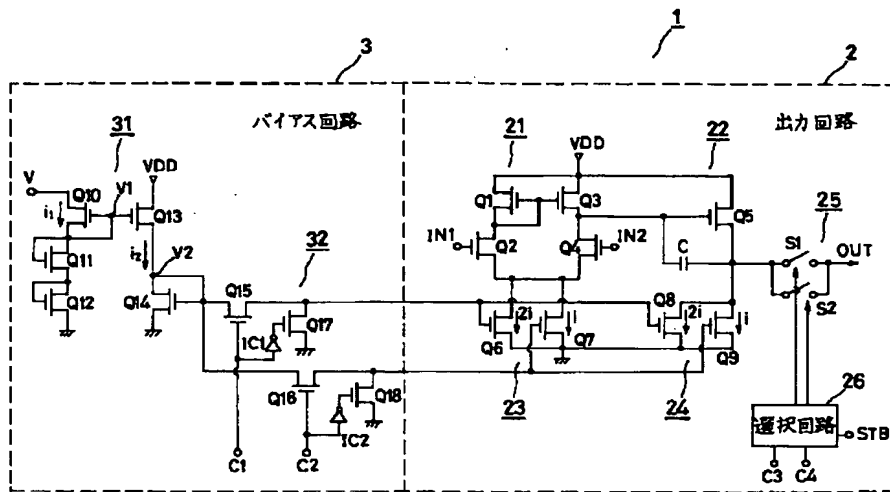 1
3
2
31
バイアス回路
21
22
出力回路
V
V1
VDD
VDD
Q10
Q13
i₁
Q1
Q3
Q5
25
i₂
V2
IN1
Q2
Q4
IN2
C
S1
OUT
Q11
32
S2
Q12
Q14
Q15
Q17
Q8
2i
i
2i
i
IC1
Q6
Q7
Q9
Q16
Q18
23
24
26
IC2
選択回路
STB
C1
C2
C3
C4